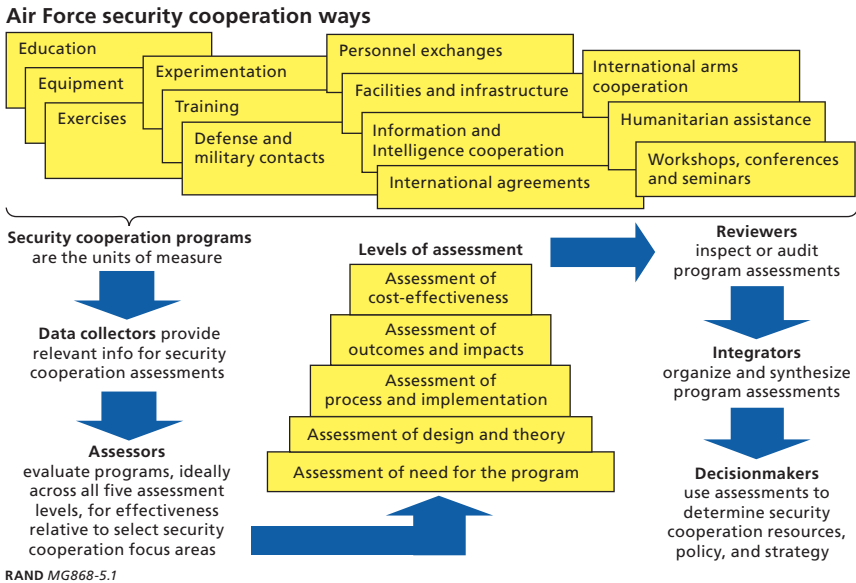 Air Force security cooperation ways
Education
Equipment
Exercises
Experimentation
Training
Defense and
military contacts
Personnel exchanges
Facilities and infrastructure
Information and
Intelligence cooperation
International agreements
International arms
cooperation
Humanitarian assistance
Workshops, conferences
and seminars
Security cooperation programs
are the units of measure
Data collectors provide
relevant info for security
cooperation assessments
Assessors
evaluate programs, ideally
across all five assessment
levels, for effectiveness
relative to select security
cooperation focus areas
Levels of assessment
Assessment of
cost-effectiveness
Assessment of
outcomes and impacts
Assessment of
process and implementation
Assessment of design and theory
Assessment of need for the program
Reviewers
inspect or audit
program assessments
Integrators
organize and synthesize
program assessments
Decisionmakers
use assessments to
determine security
cooperation resources,
policy, and strategy
RAND MG868-5.1